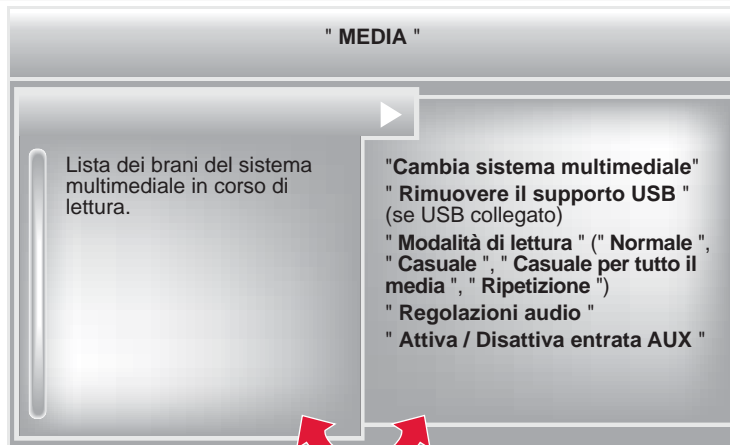 " MEDIA "
Lista dei brani del sistema
multimediale in corso di
lettura.
"Cambia sistema multimediale"
" Rimuovere il supporto USB "
(se USB collegato)
" Modalità di lettura " (" Normale ",
" Casuale ", " Casuale per tutto il
media ", " Ripetizione ")
" Regolazioni audio "
" Attiva / Disattiva entrata AUX "